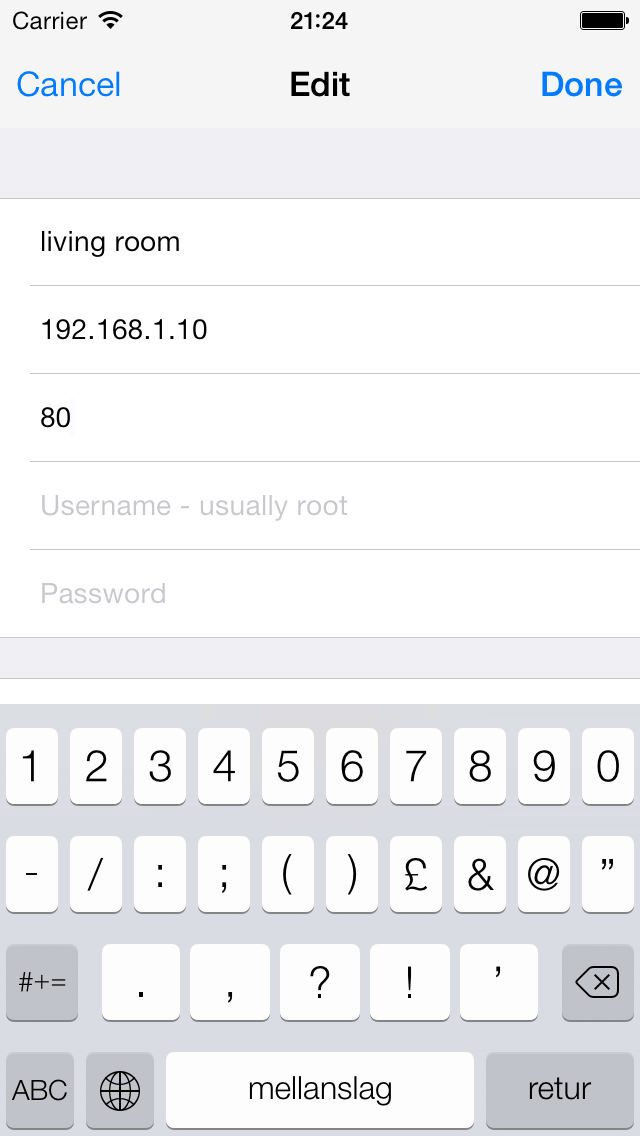 Carrier 21:24
Cancel Edit Done
living room
192.168.1.10
80
Username - usually root
Password
1 2 3 4 5 6 7 8 9 0
- / : ; ( ) £ & @ ”
#+= . , ? ! ’
ABC mellanslag retur